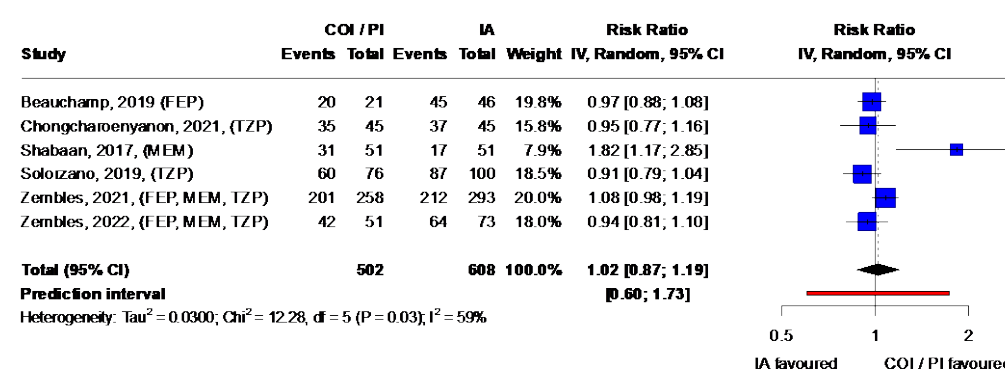 COI / PI IA Risk Ratio Risk Ratio
Study Events Total Events Total Weight IV, Random, 95% CI IV, Random, 95% CI
Beauchamp, 2019 (FEP) 20 21 45 46 19.8% 0.97 [0.88; 1.08]
Chongcharoenyanon, 2021, (TZP) 35 45 37 45 15.8% 0.95 [0.77; 1.16]
Shabaan, 2017, (MEM) 31 51 17 51 7.9% 1.82 [1.17; 2.85]
Solorzano, 2019, (TZP) 60 76 87 100 18.5% 0.91 [0.79; 1.04]
Zembles, 2021, (FEP, MEM, TZP) 201 258 212 293 20.0% 1.08 [0.98; 1.19]
Zembles, 2022, (FEP, MEM, TZP) 42 51 64 73 18.0% 0.94 [0.81; 1.10]
Total (95% CI) 502 608 100.0% 1.02 [0.87; 1.19]
Prediction interval [0.60; 1.73]
Heterogeneity: Tau² = 0.0300; Chi² = 12.28, df = 5 (P = 0.03); I² = 59%
0.5 1 2
IA favoured COI / PI favoured